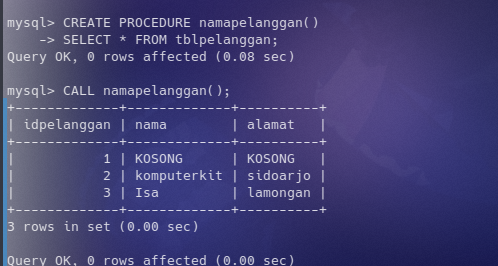 mysql> CREATE PROCEDURE namapelanggan()
    -> SELECT * FROM tblpelanggan;
Query OK, 0 rows affected (0.08 sec)

mysql> CALL namapelanggan();
+-------------+-------------+----------+
| idpelanggan | nama        | alamat   |
+-------------+-------------+----------+
|           1 | KOSONG      | KOSONG   |
|           2 | komputerkit | sidoarjo |
|           3 | Isa         | lamongan |
+-------------+-------------+----------+
3 rows in set (0.00 sec)

Query OK, 0 rows affected (0.00 sec)